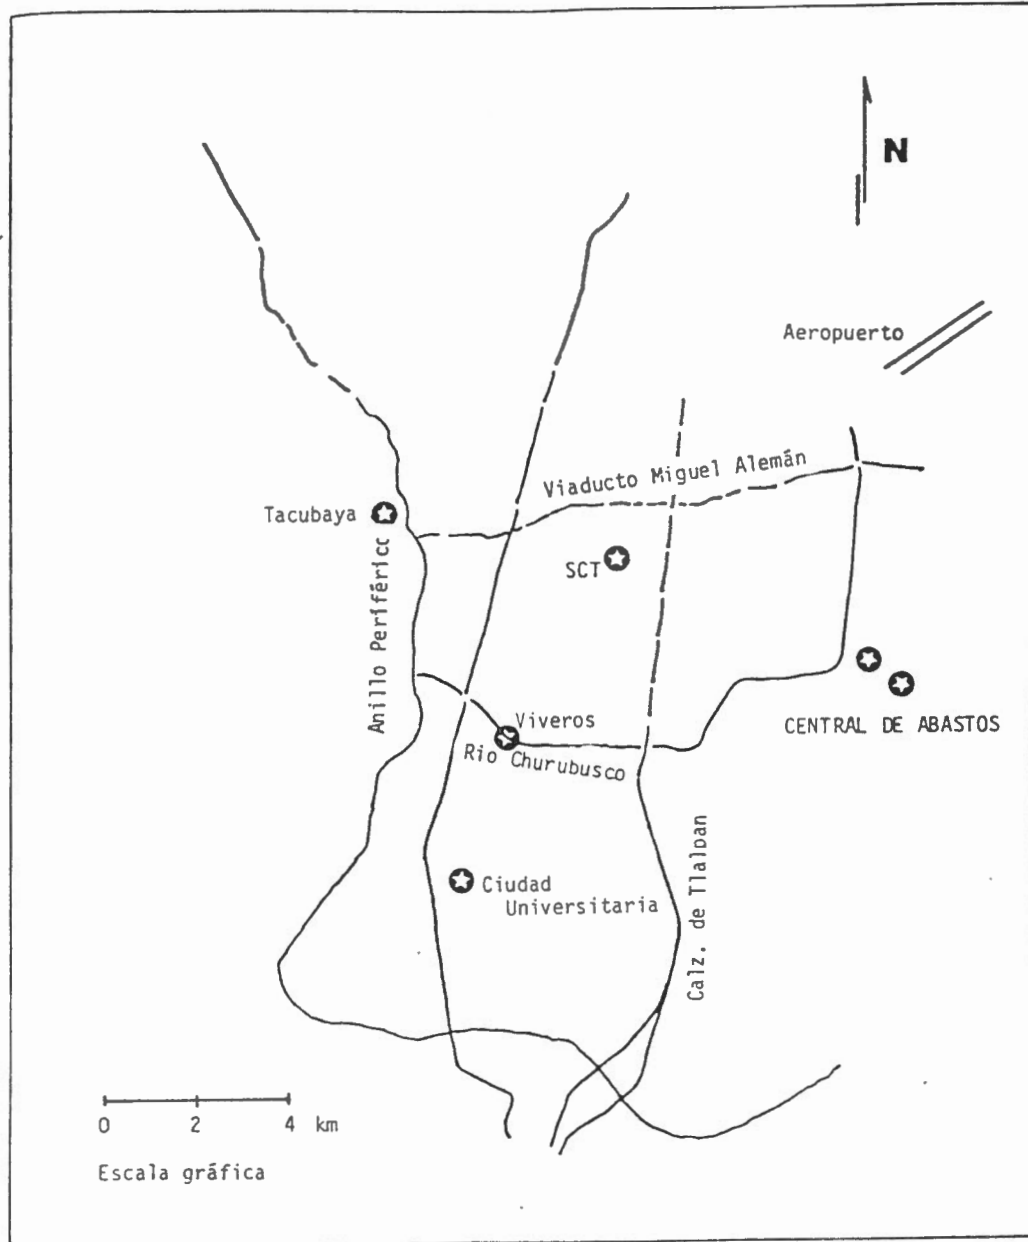 N
Aeropuerto
Viaducto Miguel Alemán
Tacubaya
SCT
Anillo Periférico
CENTRAL DE ABASTOS
Viveros
Rio Churubusco
Ciudad
Universitaria
Calz. de Tlalpan
0 2 4 km
Escala gráfica